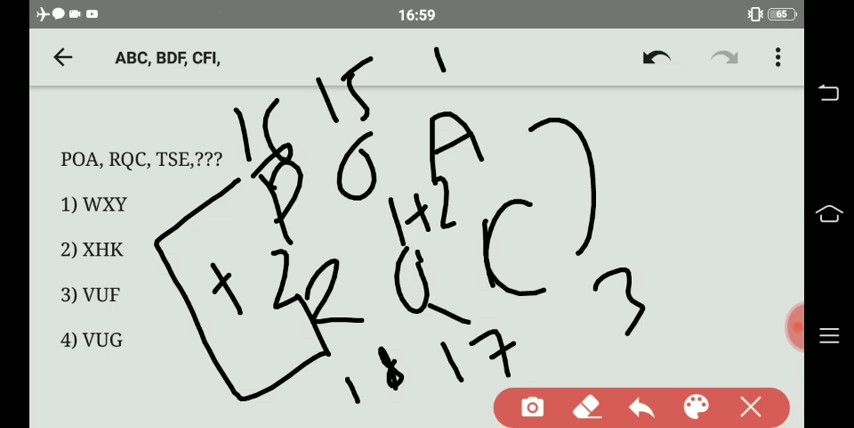 16:59
65
ABC, BDF, CFI,
POA, RQC, TSE,???
1) WXY
2) XHK
3) VUF
4) VUG
16 15 1
P O A
+2 +2
R Q C
18 17 3